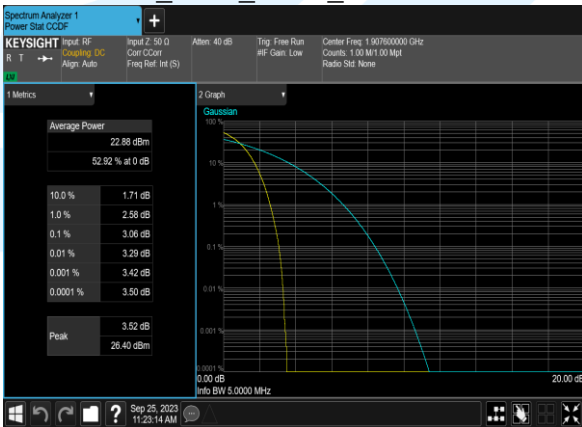 Spectrum Analyzer 1
Power Stat CCDF
KEYSIGHT
R T
LW
Input: RF
Coupling: DC
Align: Auto
Input Z: 50 Ω
Corr CCorr
Freq Ref: Int (S)
Atten: 40 dB
Trig: Free Run
#IF Gain: Low
Center Freq: 1.907600000 GHz
Counts: 1.00 M/1.00 Mpt
Radio Std: None
1 Metrics
Average Power
22.88 dBm
52.92 % at 0 dB
10.0 % 1.71 dB
1.0 % 2.58 dB
0.1 % 3.06 dB
0.01 % 3.29 dB
0.001 % 3.42 dB
0.0001 % 3.50 dB
Peak
3.52 dB
26.40 dBm
2 Graph
Gaussian
100 %
10 %
1 %
0.1 %
0.01 %
0.001 %
0.0001 %
0.00 dB
20.00 dB
Info BW 5.0000 MHz
?
Sep 25, 2023
11:23:14 AM